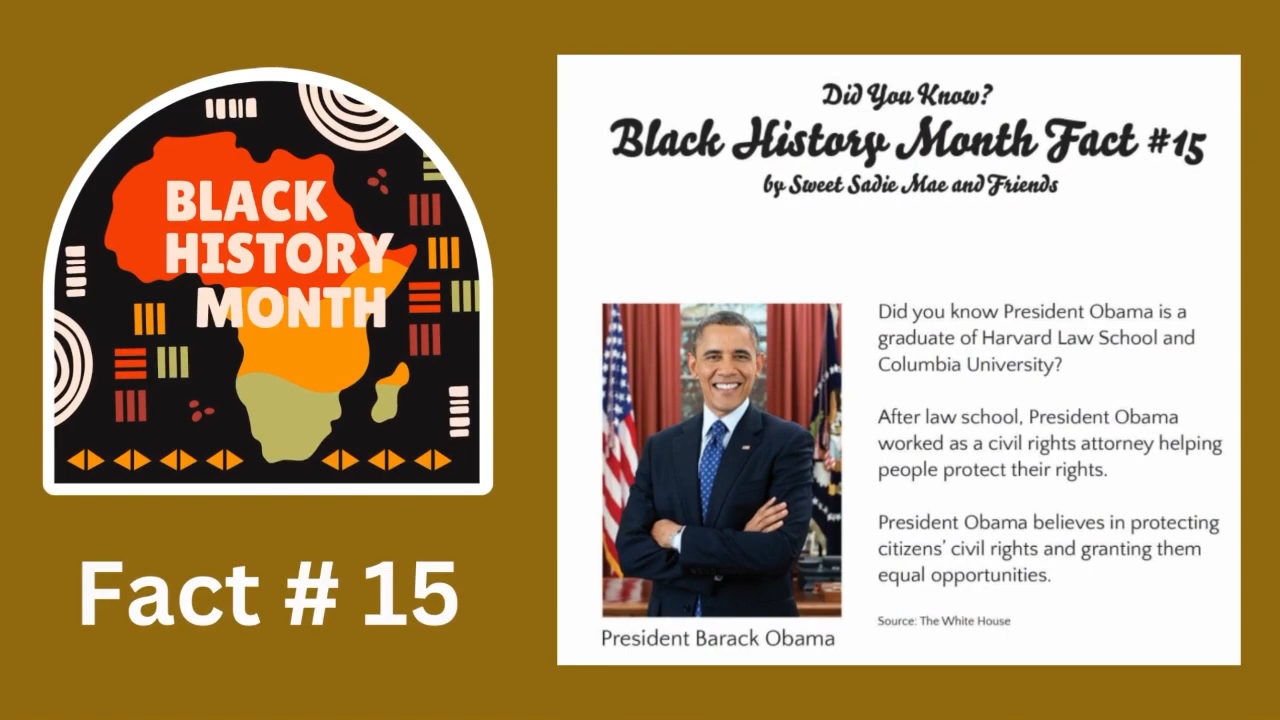 BLACK
HISTORY
MONTH
Fact # 15
Did You Know?
Black History Month Fact #15
by Sweet Sadie Mae and Friends
Did you know President Obama is a
graduate of Harvard Law School and
Columbia University?
After law school, President Obama
worked as a civil rights attorney helping
people protect their rights.
President Obama believes in protecting
citizens’ civil rights and granting them
equal opportunities.
Source: The White House
President Barack Obama